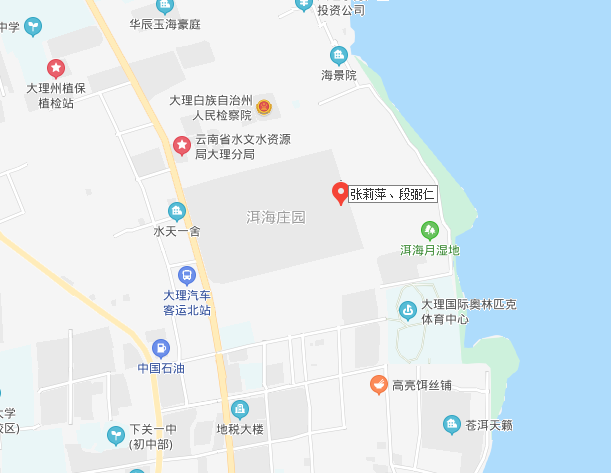 投资公司
华辰玉海豪庭
中学
海景院
大理州植保
植检站
大理白族自治州
人民检察院
云南省水文水资源
局大理分局
张莉萍、段弼仁
洱海庄园
水天一舍
洱海月湿地
大理汽车
客运北站
大理国际奥林匹克
体育中心
中国石油
高亮饵丝铺
大学
校区)
下关一中
(初中部)
地税大楼
苍洱天籁